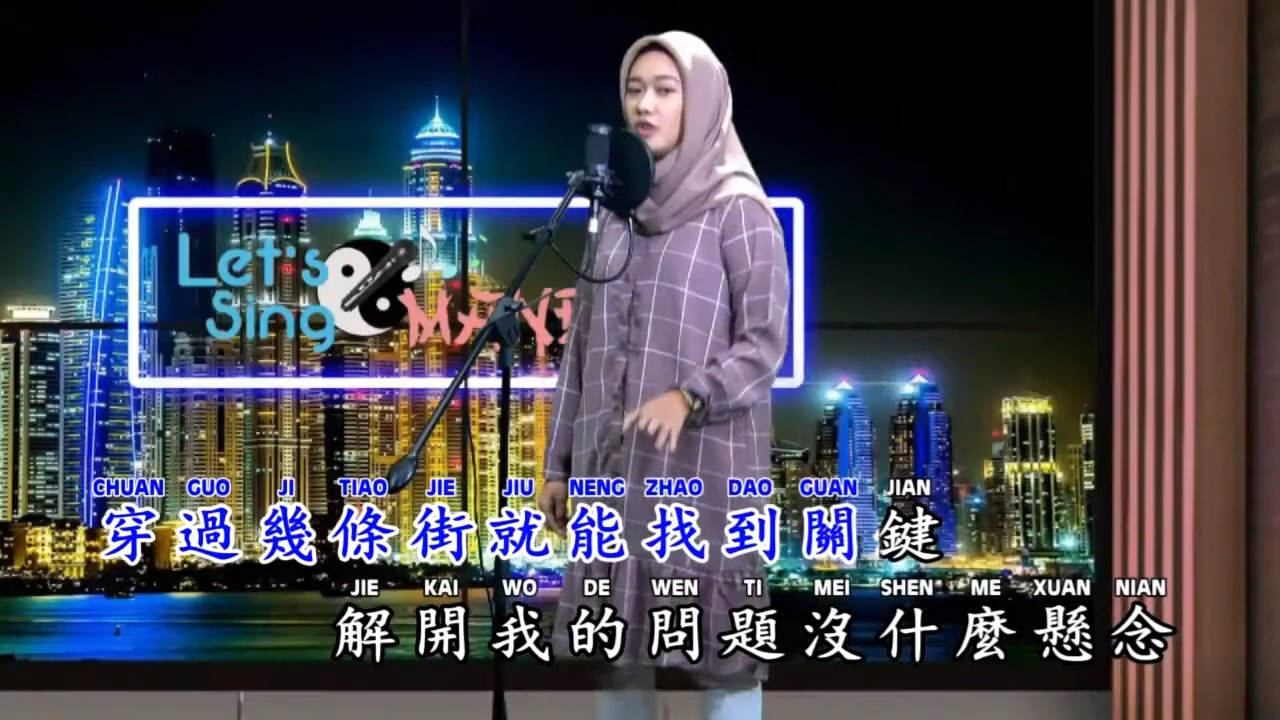 Let's
Sing
CHUAN GUO JI TIAO JIE JIU NENG ZHAO DAO GUAN JIAN
穿過幾條街就能找到關鍵
JIE KAI WO DE WEN TI MEI SHEN ME XUAN NIAN
解開我的問題沒什麼懸念